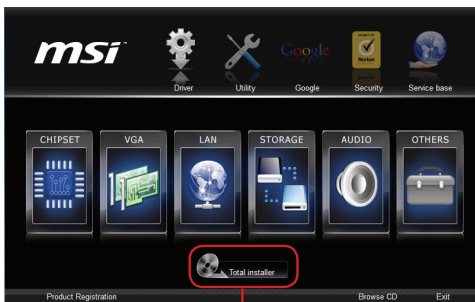 msi
Google
Norton
Driver Utility Google Security Service base
CHIPSET VGA LAN STORAGE AUDIO OTHERS
Total installer
Product Registration Browse CD Exit